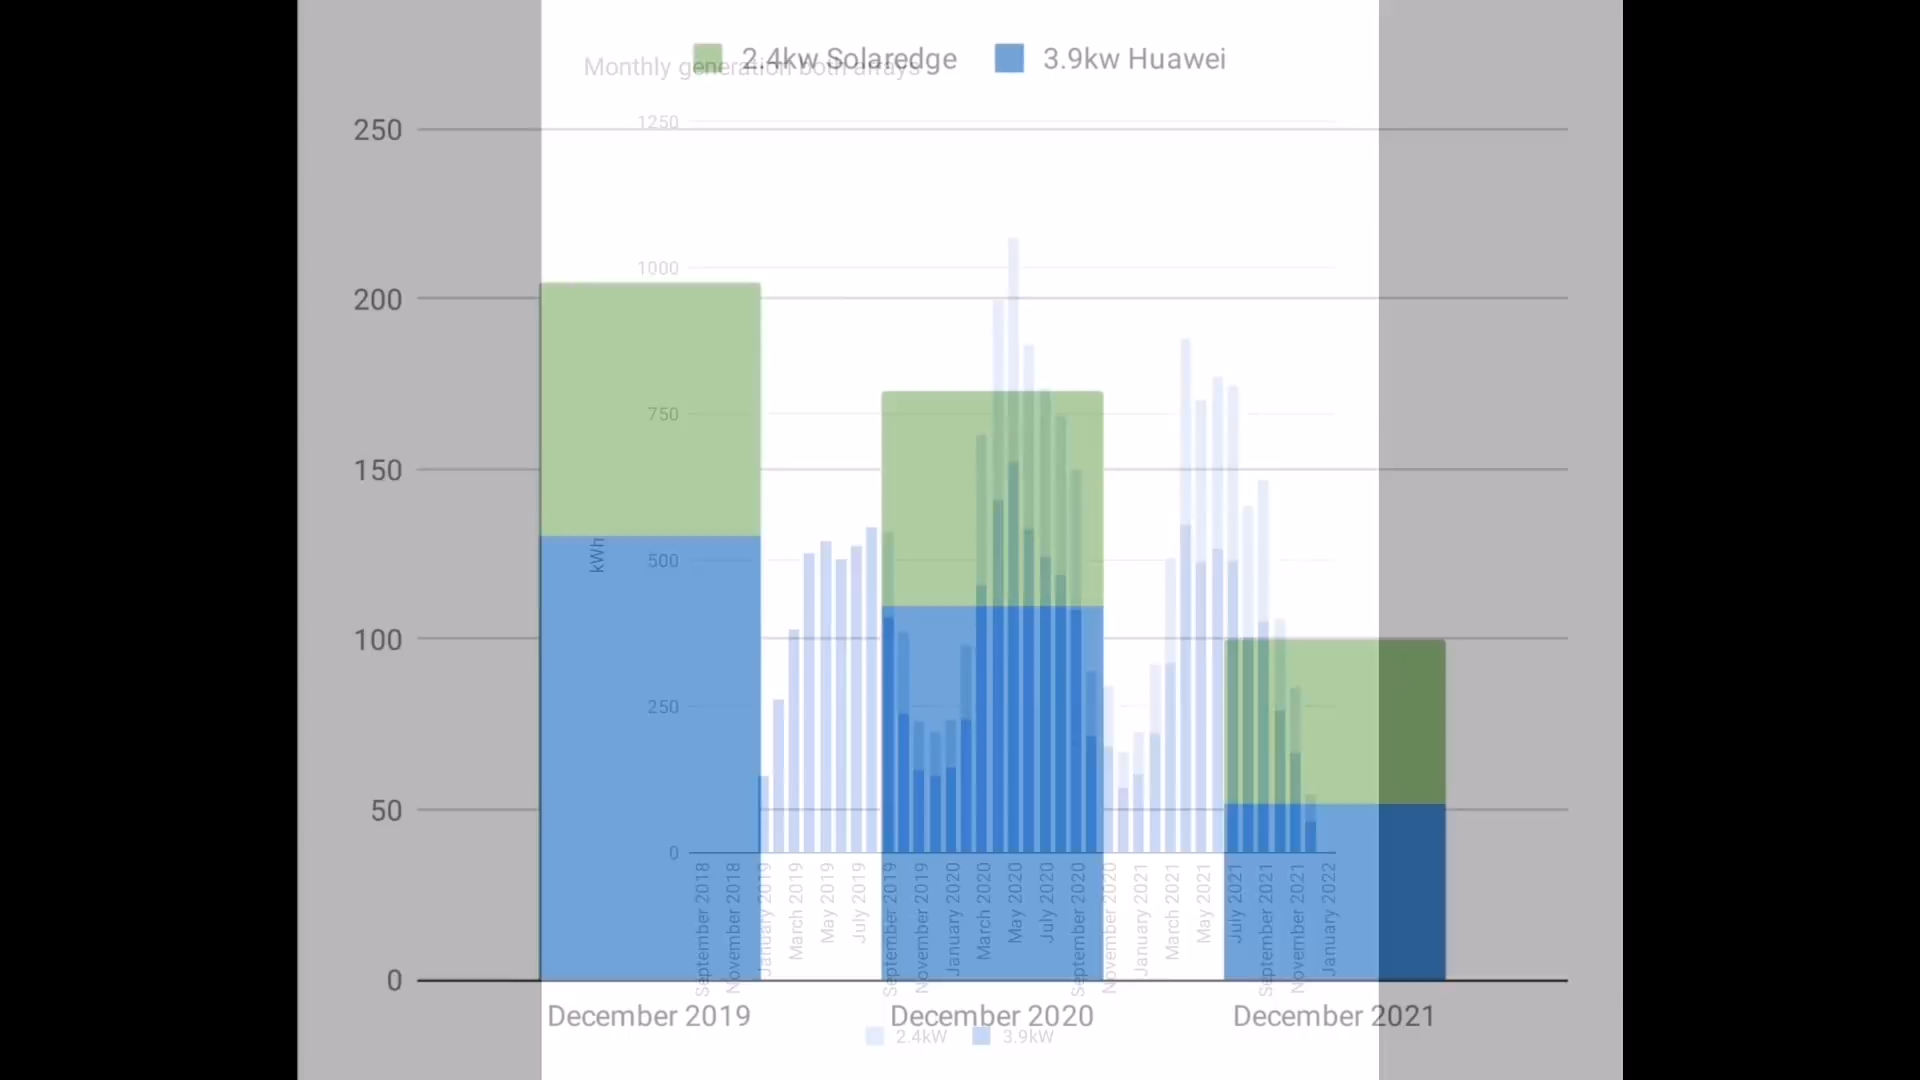 2.4kw Solaredge 3.9kw Huawei
Monthly generation both arrays
250
200
150
100
50
0
1250
1000
750
500
250
0
kWh
September 2018
November 2018
January 2019
March 2019
May 2019
July 2019
September 2019
November 2019
January 2020
March 2020
May 2020
July 2020
September 2020
November 2020
January 2021
March 2021
May 2021
July 2021
September 2021
November 2021
January 2022
December 2019 December 2020 December 2021
2.4kW 3.9kW